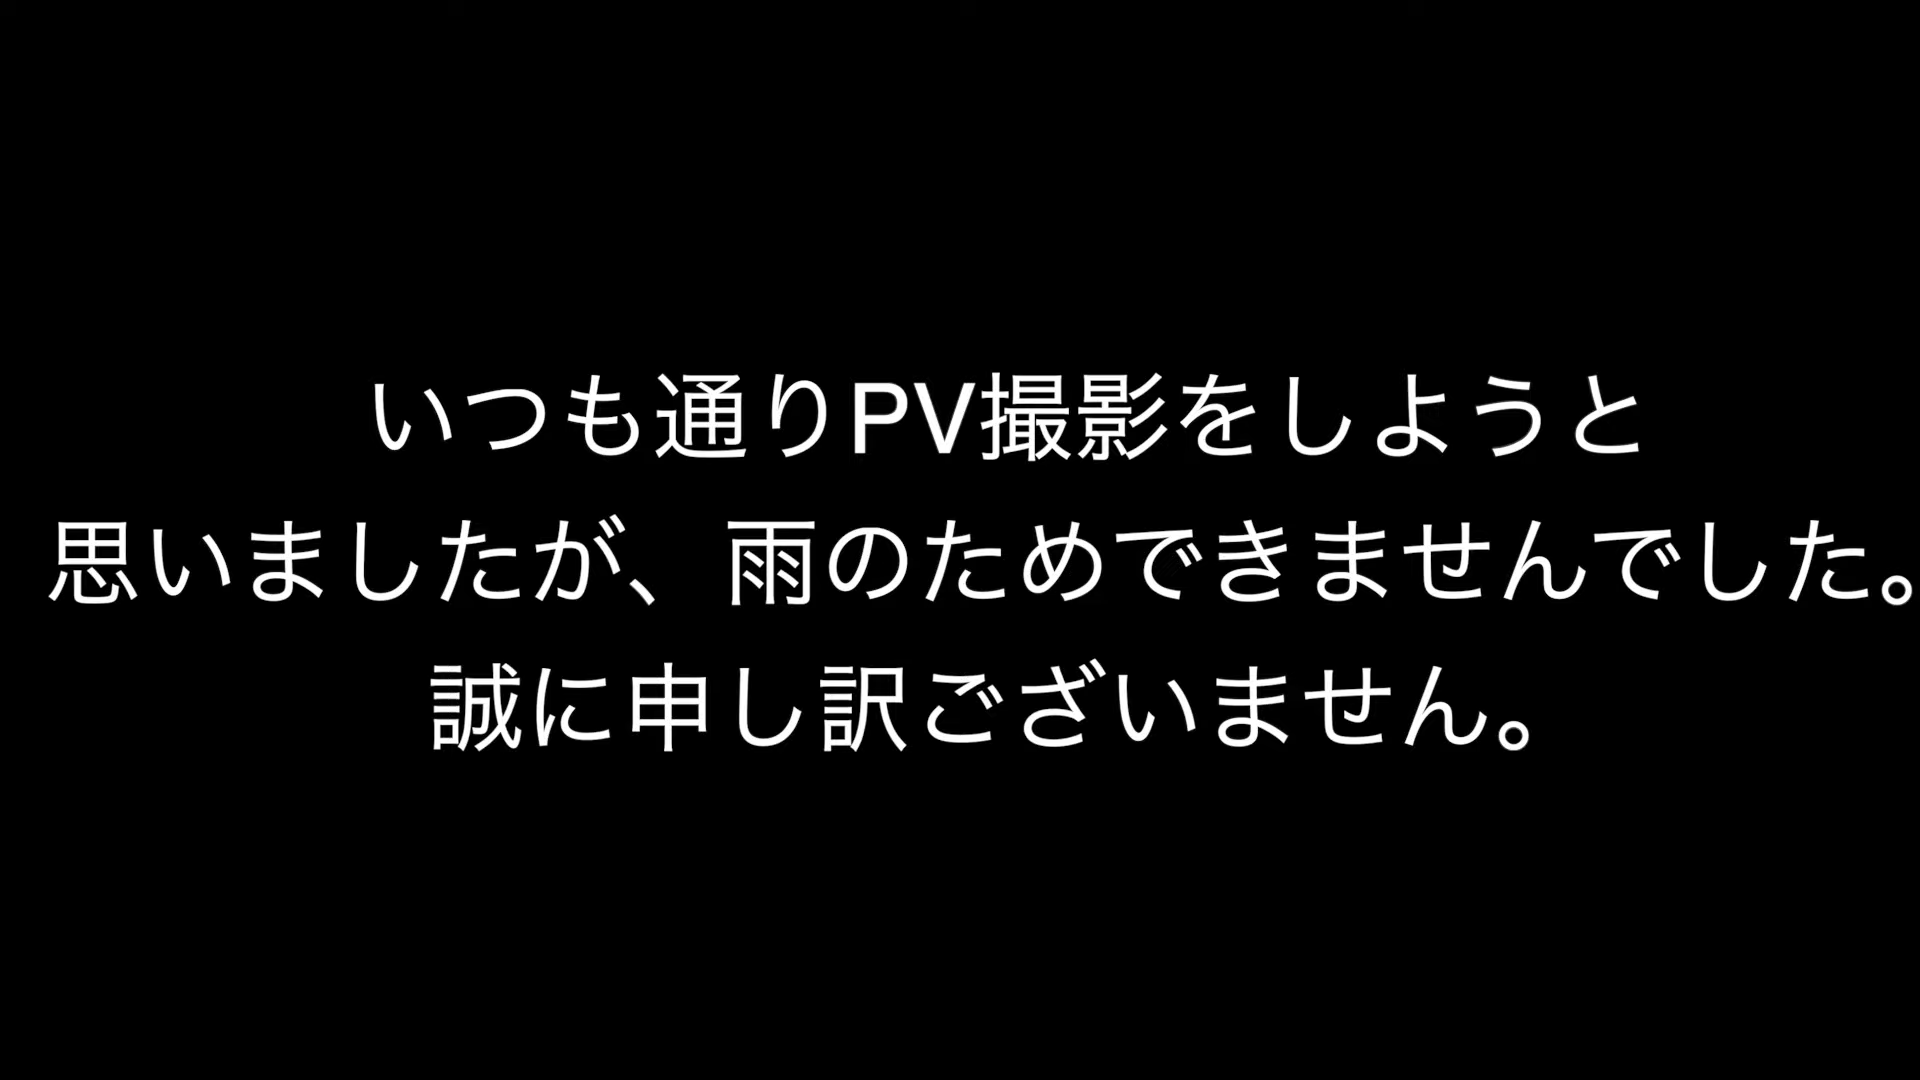 いつも通りPV撮影をしようと
思いましたが、雨のためできませんでした。
誠に申し訳ございません。